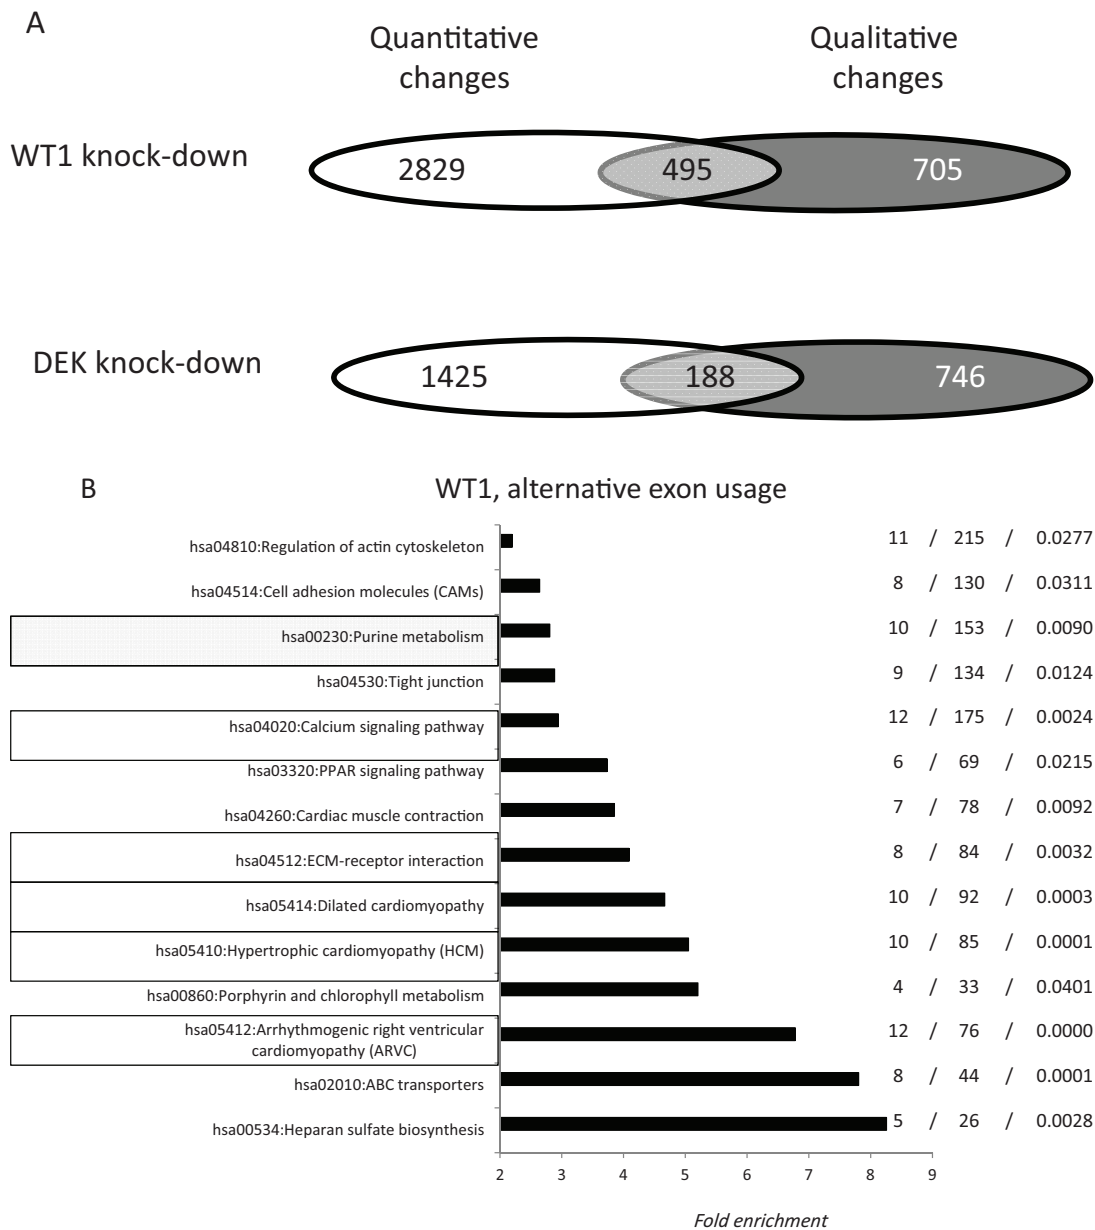 A
Quantitative
changes
Qualitative
changes
WT1 knock-down
2829
495
705
DEK knock-down
1425
188
746
B
WT1, alternative exon usage
hsa04810:Regulation of actin cytoskeleton 11 / 215 / 0.0277
hsa04514:Cell adhesion molecules (CAMs) 8 / 130 / 0.0311
hsa00230:Purine metabolism 10 / 153 / 0.0090
hsa04530:Tight junction 9 / 134 / 0.0124
hsa04020:Calcium signaling pathway 12 / 175 / 0.0024
hsa03320:PPAR signaling pathway 6 / 69 / 0.0215
hsa04260:Cardiac muscle contraction 7 / 78 / 0.0092
hsa04512:ECM-receptor interaction 8 / 84 / 0.0032
hsa05414:Dilated cardiomyopathy 10 / 92 / 0.0003
hsa05410:Hypertrophic cardiomyopathy (HCM) 10 / 85 / 0.0001
hsa00860:Porphyrin and chlorophyll metabolism 4 / 33 / 0.0401
hsa05412:Arrhythmogenic right ventricular
cardiomyopathy (ARVC) 12 / 76 / 0.0000
hsa02010:ABC transporters 8 / 44 / 0.0001
hsa00534:Heparan sulfate biosynthesis 5 / 26 / 0.0028
2 3 4 5 6 7 8 9
Fold enrichment